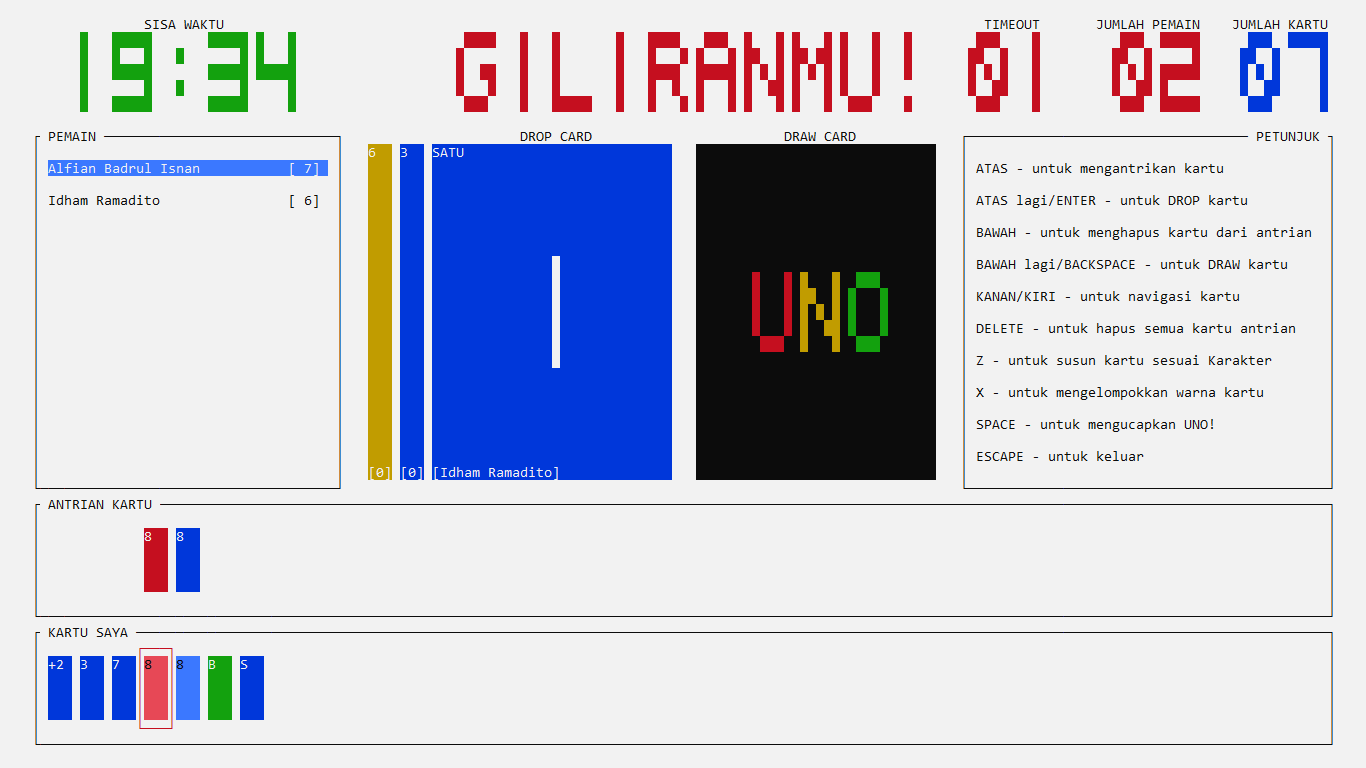 SISA WAKTU
19:34
GILIRANMU!
TIMEOUT
01
JUMLAH PEMAIN
02
JUMLAH KARTU
07
PEMAIN
Alfian Badrul Isnan [ 7]
Idham Ramadito [ 6]
DROP CARD
6
3
SATU
1
[0]
[0]
[Idham Ramadito]
DRAW CARD
UNO
PETUNJUK
ATAS - untuk mengantrikan kartu
ATAS lagi/ENTER - untuk DROP kartu
BAWAH - untuk menghapus kartu dari antrian
BAWAH lagi/BACKSPACE - untuk DRAW kartu
KANAN/KIRI - untuk navigasi kartu
DELETE - untuk hapus semua kartu antrian
Z - untuk susun kartu sesuai Karakter
X - untuk mengelompokkan warna kartu
SPACE - untuk mengucapkan UNO!
ESCAPE - untuk keluar
ANTRIAN KARTU
8 8
KARTU SAYA
+2 3 7 8 8 8 S